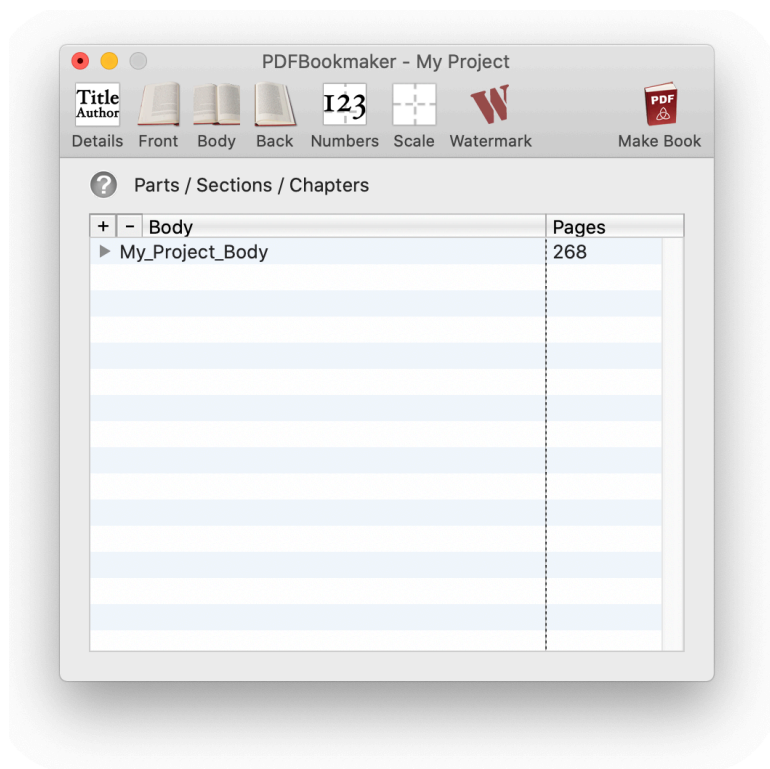 PDFBookmaker - My Project
Title
Author
123
W
PDF
Details Front Body Back Numbers Scale Watermark Make Book
? Parts / Sections / Chapters
+ - Body Pages
My_Project_Body 268